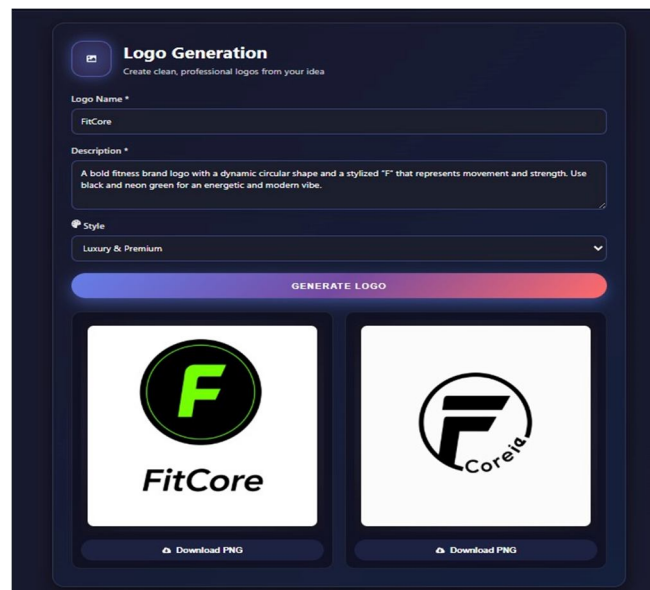 Logo Generation
Create clean, professional logos from your idea
Logo Name *
FitCore
Description *
A bold fitness brand logo with a dynamic circular shape and a stylized "F" that represents movement and strength. Use
black and neon green for an energetic and modern vibe.
Style
Luxury & Premium
GENERATE LOGO
F
FitCore
Download PNG
F
Coreia
Download PNG